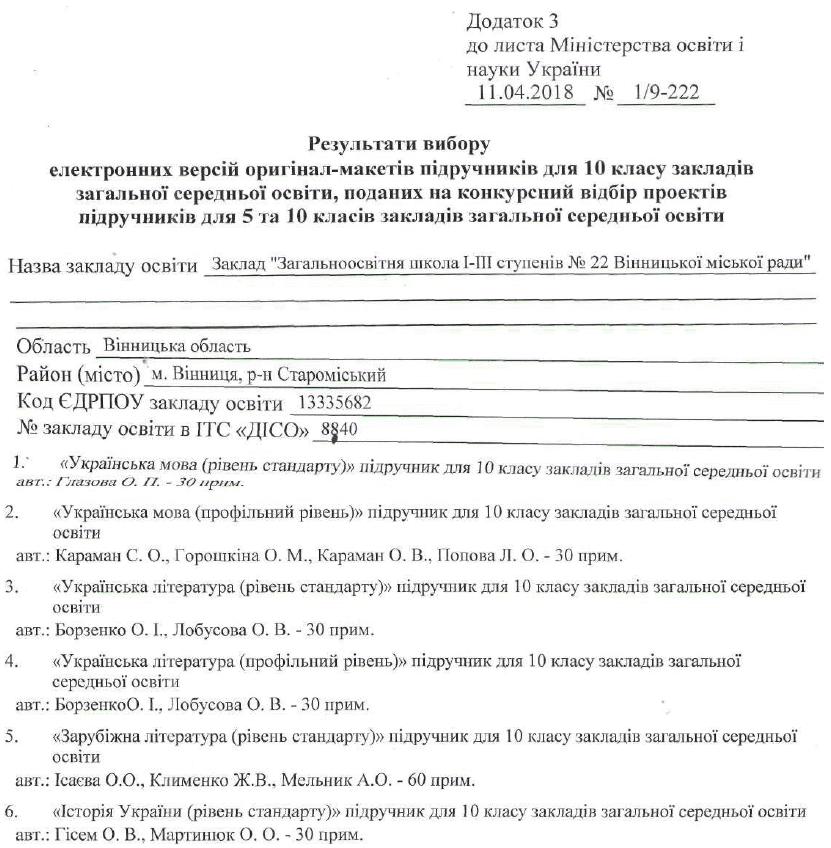 Додаток 3
до листа Міністерства освіти і
науки України
11.04.2018 № 1/9-222
Результати вибору
електронних версій оригінал-макетів підручників для 10 класу закладів
загальної середньої освіти, поданих на конкурсний відбір проектів
підручників для 5 та 10 класів закладів загальної середньої освіти
Назва закладу освіти Заклад "Загальноосвітня школа І-ІІІ ступенів № 22 Вінницької міської ради"
Область Вінницька область
Район (місто) м. Вінниця, р-н Староміський
Код ЄДРПОУ закладу освіти 13335682
№ закладу освіти в ІТС «ДІСО» 8840
1. «Українська мова (рівень стандарту)» підручник для 10 класу закладів загальної середньої освіти
авт.: Глазова О. П. - 30 прим.
2. «Українська мова (профільний рівень)» підручник для 10 класу закладів загальної середньої
освіти
авт.: Караман С. О., Горошкіна О. М., Караман О. В., Попова Л. О. - 30 прим.
3. «Українська література (рівень стандарту)» підручник для 10 класу закладів загальної середньої
освіти
авт.: Борзенко О. І., Лобусова О. В. - 30 прим.
4. «Українська література (профільний рівень)» підручник для 10 класу закладів загальної
середньої освіти
авт.: БорзенкоО. І., Лобусова О. В. - 30 прим.
5. «Зарубіжна література (рівень стандарту)» підручник для 10 класу закладів загальної середньої
освіти
авт.: Ісаєва О.О., Клименко Ж.В., Мельник А.О. - 60 прим.
6. «Історія України (рівень стандарту)» підручник для 10 класу закладів загальної середньої освіти
авт.: Гісем О. В., Мартинюк О. О. - 30 прим.